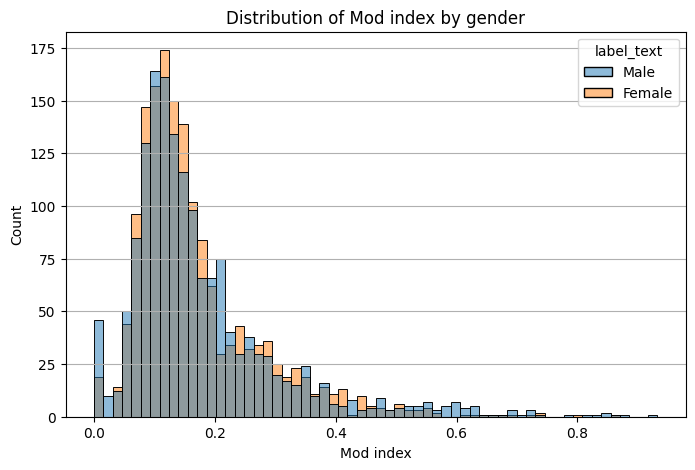 Distribution of Mod index by gender
label_text
Male
Female
175
150
125
100
75
50
25
0
Count
0.0 0.2 0.4 0.6 0.8
Mod index